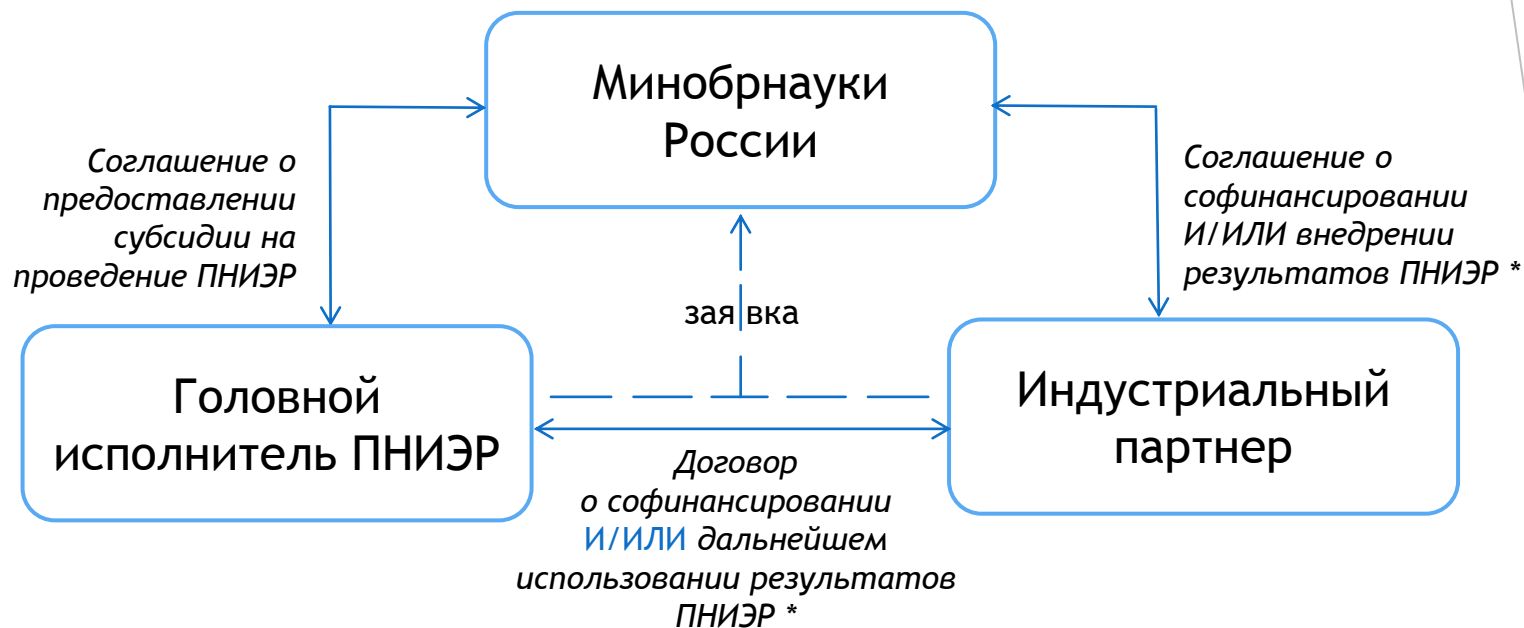 Минобрнауки
России
Соглашение о
предоставлении
субсидии на
проведение ПНИЭР
Соглашение о
софинансировании
И/ИЛИ внедрении
результатов ПНИЭР *
заявка
Головной
исполнитель ПНИЭР
Индустриальный
партнер
Договор
о софинансировании
И/ИЛИ дальнейшем
использовании результатов
ПНИЭР *